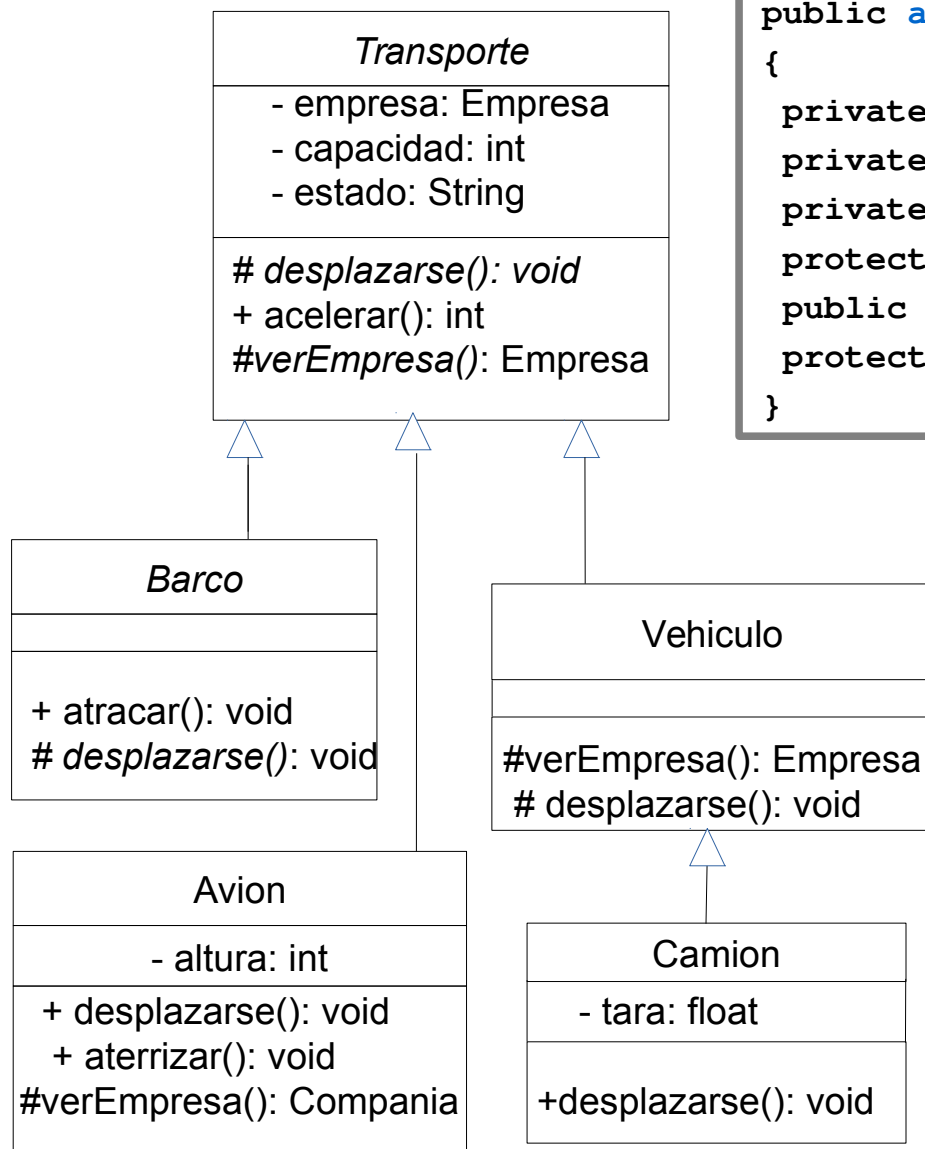 Transporte
- empresa: Empresa
- capacidad: int
- estado: String
# desplazarse(): void
+ acelerar(): int
#verEmpresa(): Empresa
public
{
private
private
private
public
}
Barco
+ atracar(): void
# desplazarse(): void
Vehiculo
#verEmpresa(): Empresa
# desplazarse(): void
Avion
- altura: int
+ desplazarse(): void
+ aterrizar(): void
#verEmpresa(): Compania
Camion
- tara: float
+desplazarse(): void